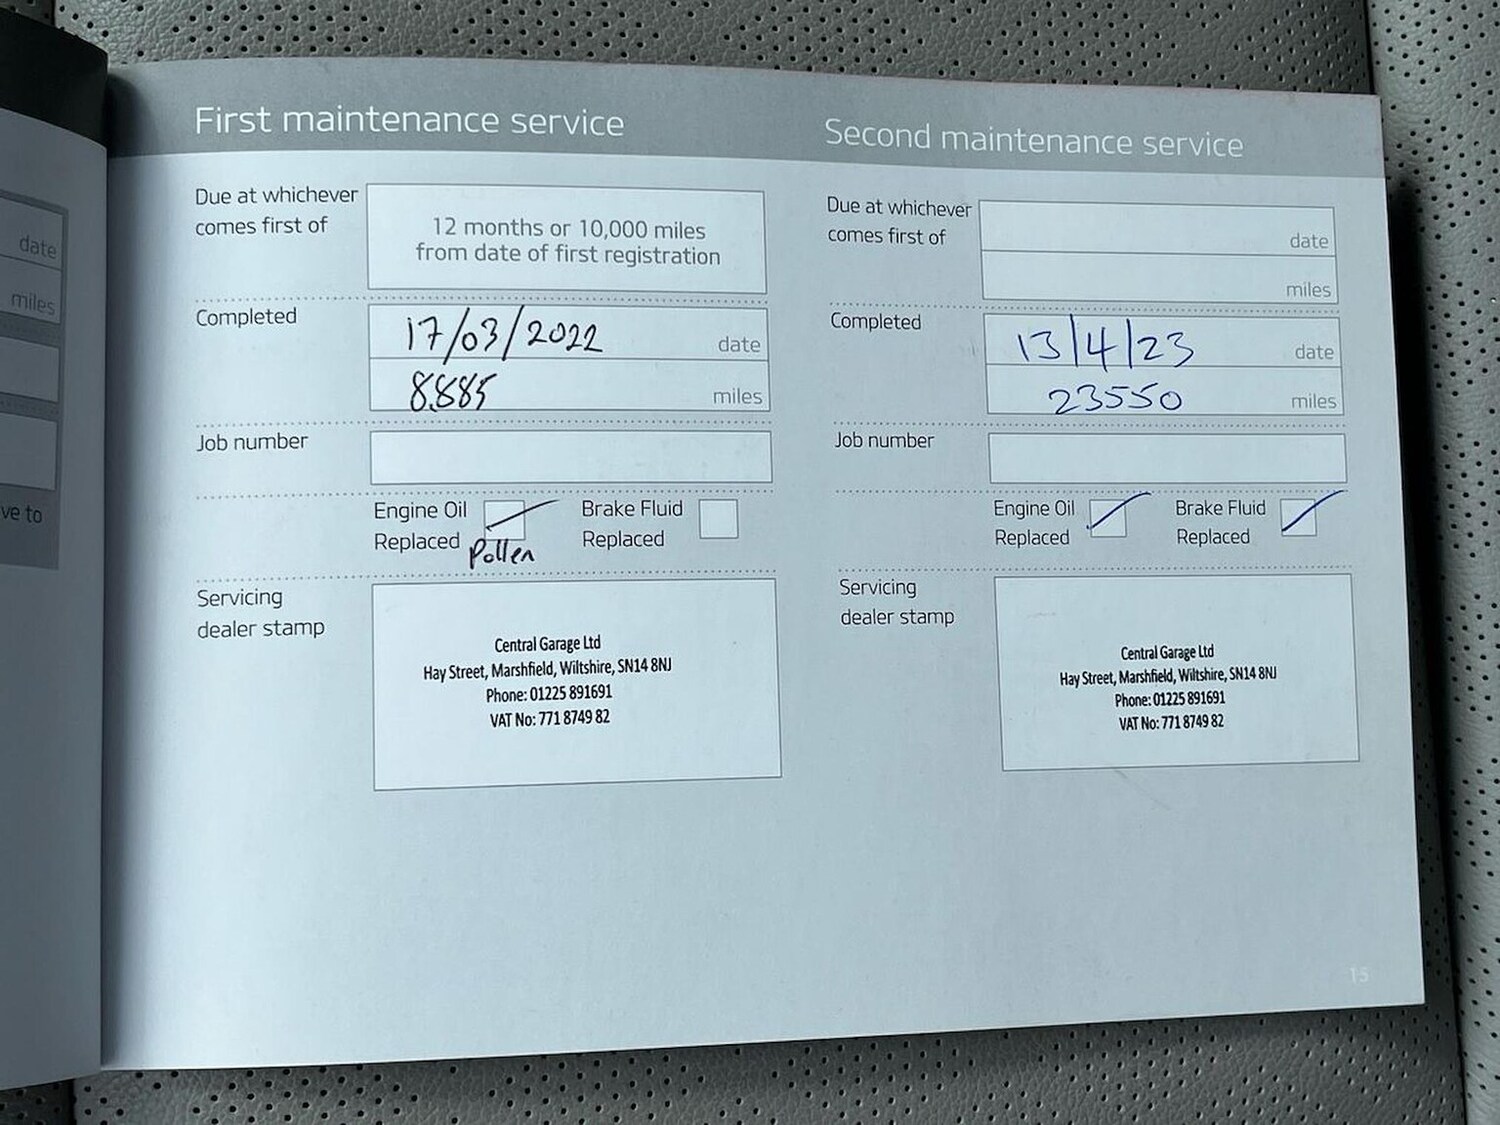 date
miles
ve to
First maintenance service
Due at whichever
comes first of
12 months or 10,000 miles
from date of first registration
Completed
17/03/2022 date
8,885 miles
Job number
Engine Oil
Replaced
Pollen
Brake Fluid
Replaced
Servicing
dealer stamp
Central Garage Ltd
Hay Street, Marshfield, Wiltshire, SN14 8NJ
Phone: 01225 891691
VAT No: 771 8749 82
Second maintenance service
Due at whichever
comes first of
date
miles
Completed
13/4/23 date
23550 miles
Job number
Engine Oil
Replaced
Brake Fluid
Replaced
Servicing
dealer stamp
Central Garage Ltd
Hay Street, Marshfield, Wiltshire, SN14 8NJ
Phone: 01225 891691
VAT No: 771 8749 82
15